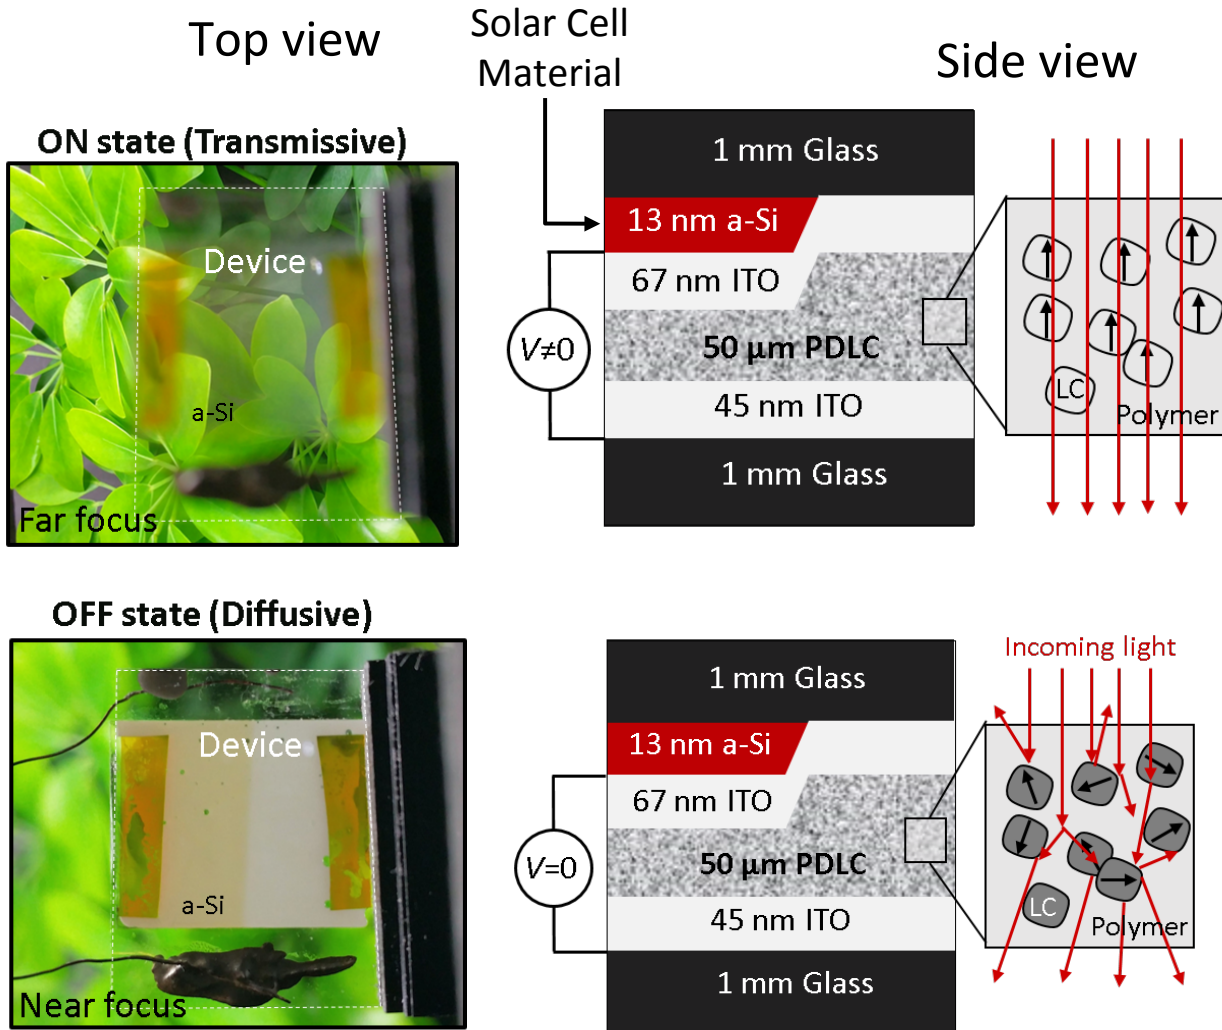 Top view
Solar Cell
Material
Side view
ON state (Transmissive)
Device
a-Si
Far focus
1 mm Glass
13 nm a-Si
67 nm ITO
V≠0
50 µm PDLC
45 nm ITO
1 mm Glass
LC
Polymer
OFF state (Diffusive)
Device
a-Si
Near focus
1 mm Glass
13 nm a-Si
67 nm ITO
V=0
50 µm PDLC
45 nm ITO
1 mm Glass
Incoming light
LC
Polymer